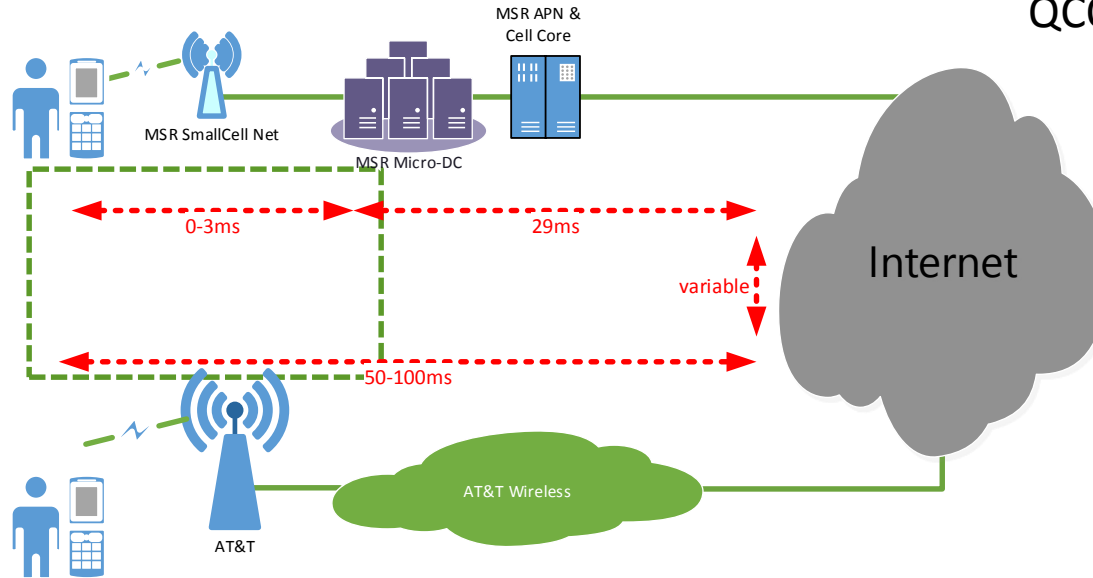 MSR APN &
Cell Core
MSR SmallCell Net
MSR Micro-DC
0-3ms
29ms
Internet
variable
50-100ms
AT&T Wireless
AT&T